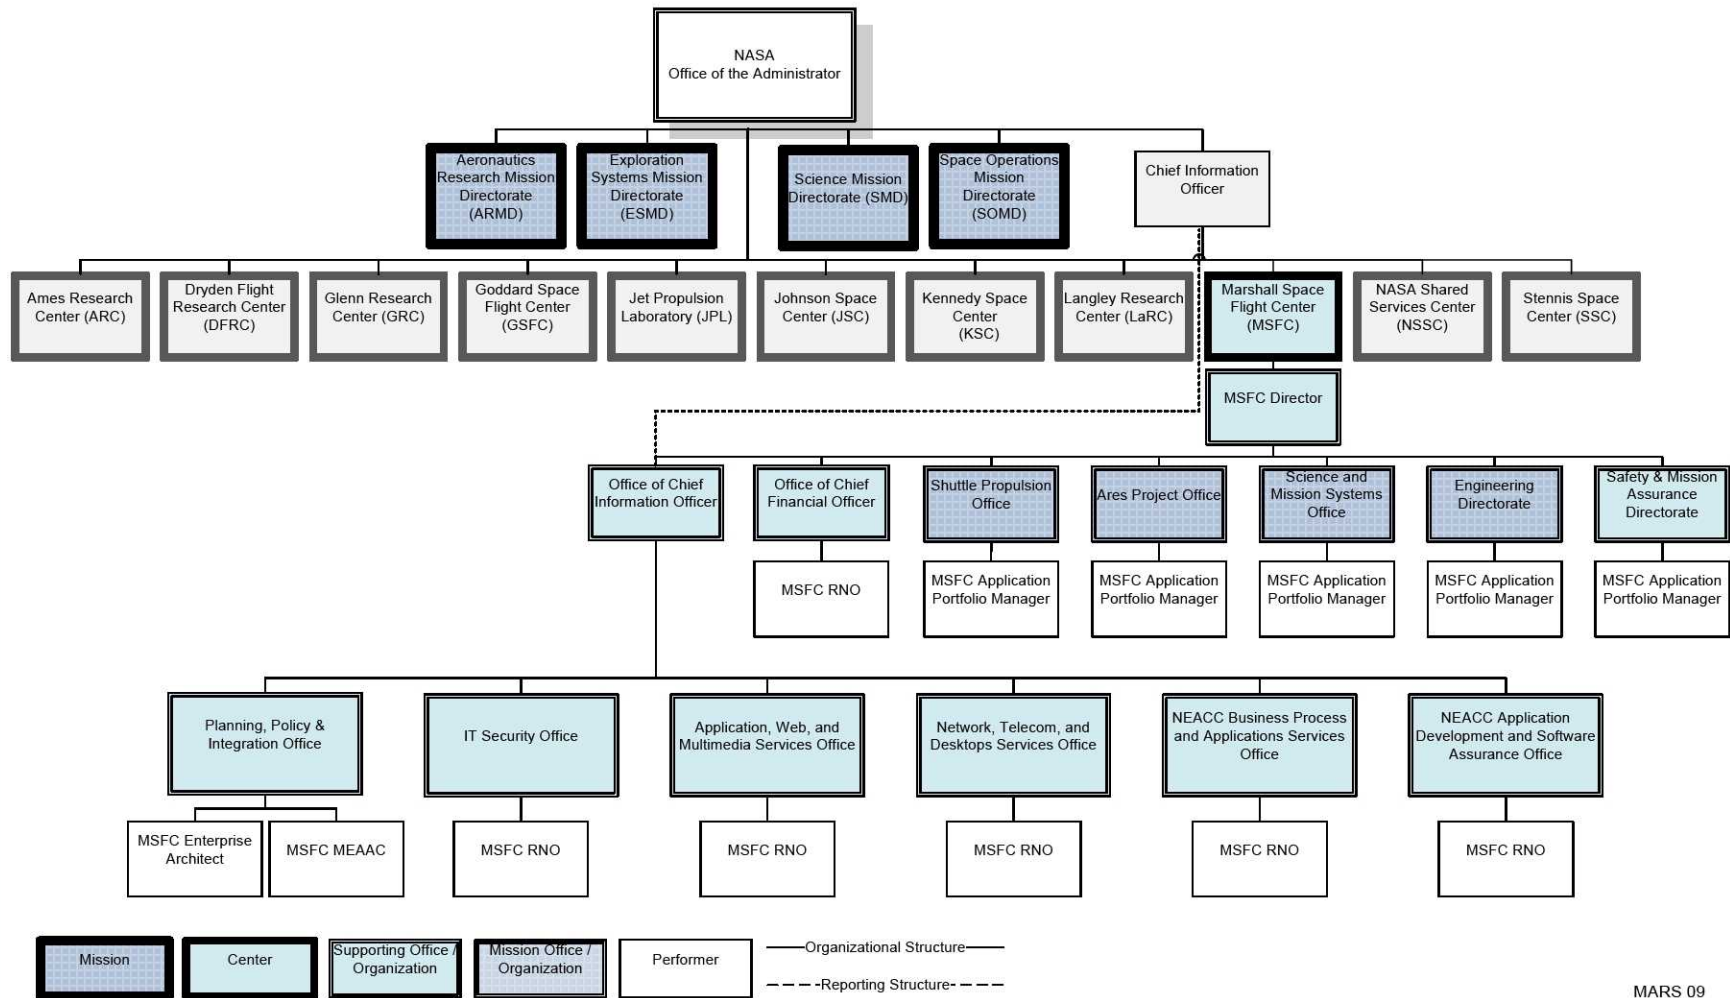 NASA
Office of the Administrator
Aeronautics
Research Mission
Directorate
(ARMD)
Exploration
Systems Mission
Directorate
(ESMD)
Science Mission
Directorate (SMD)
Space Operations
Mission
Directorate
(SOMD)
Chief Information
Officer
Ames Research
Center (ARC)
Dryden Flight
Research Center
(DFRC)
Glenn Research
Center (GRC)
Goddard Space
Flight Center
(GSFC)
Jet Propulsion
Laboratory (JPL)
Johnson Space
Center (JSC)
Kennedy Space
Center
(KSC)
Langley Research
Center (LaRC)
Marshall Space
Flight Center
(MSFC)
NASA Shared
Services Center
(NSSC)
Stennis Space
Center (SSC)
MSFC Director
Office of Chief
Information Officer
Office of Chief
Financial Officer
Shuttle Propulsion
Office
Ares Project Office
Science and
Mission Systems
Office
Engineering
Directorate
Safety & Mission
Assurance
Directorate
MSFC RNO
MSFC Application
Portfolio Manager
MSFC Application
Portfolio Manager
MSFC Application
Portfolio Manager
MSFC Application
Portfolio Manager
MSFC Application
Portfolio Manager
Planning, Policy &
Integration Office
IT Security Office
Application, Web, and
Multimedia Services Office
Network, Telecom, and
Desktops Services Office
NEACC Business Process
and Applications Services
Office
NEACC Application
Development and Software
Assurance Office
MSFC Enterprise
Architect
MSFC MEAAC
MSFC RNO
MSFC RNO
MSFC RNO
MSFC RNO
MSFC RNO
Mission
Center
Supporting Office /
Organization
Mission Office /
Organization
Performer
Organizational Structure
Reporting Structure
MARS 09